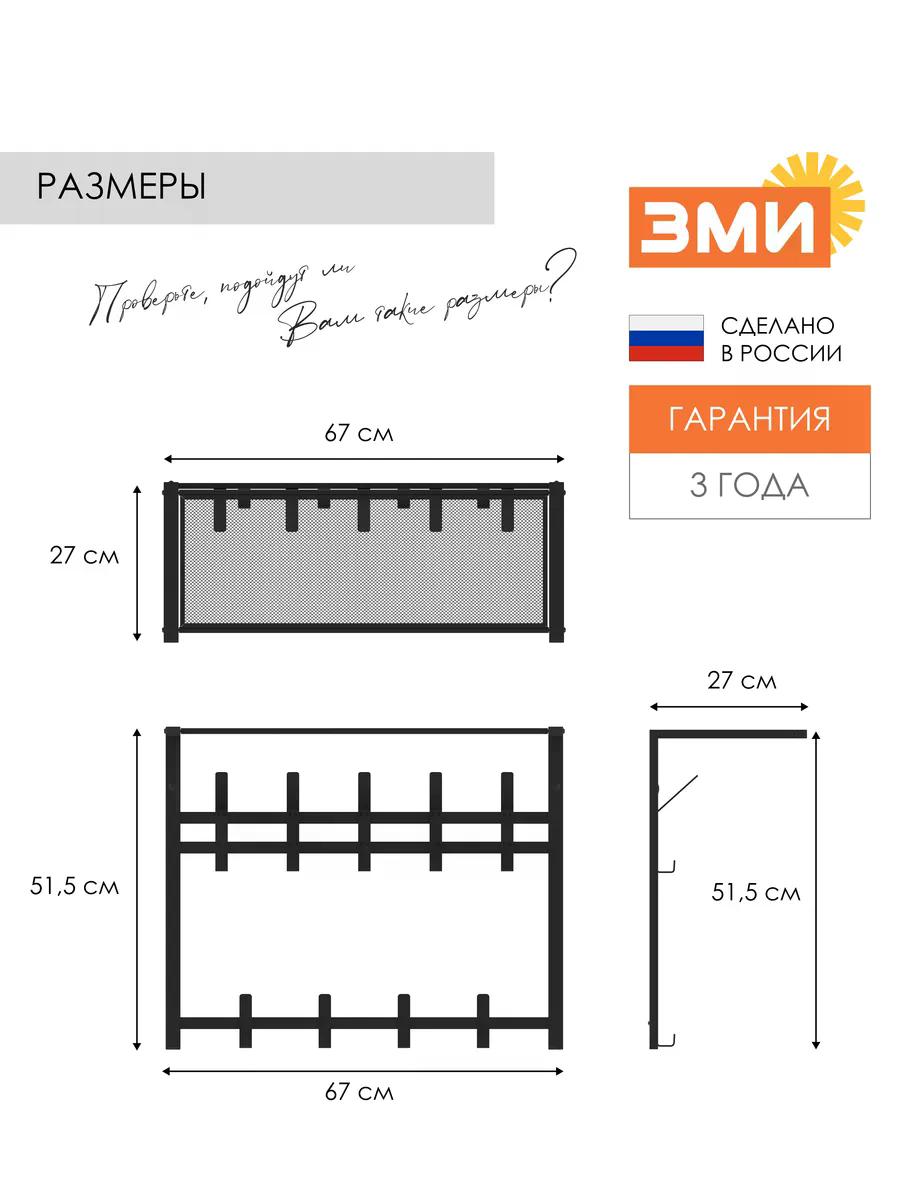 РАЗМЕРЫ
Проверьте, подойдут ли
Вам такие размеры?
ЗМИ
СДЕЛАНО
В РОССИИ
ГАРАНТИЯ
3 ГОДА
67 см
27 см
27 см
51,5 см
51,5 см
67 см